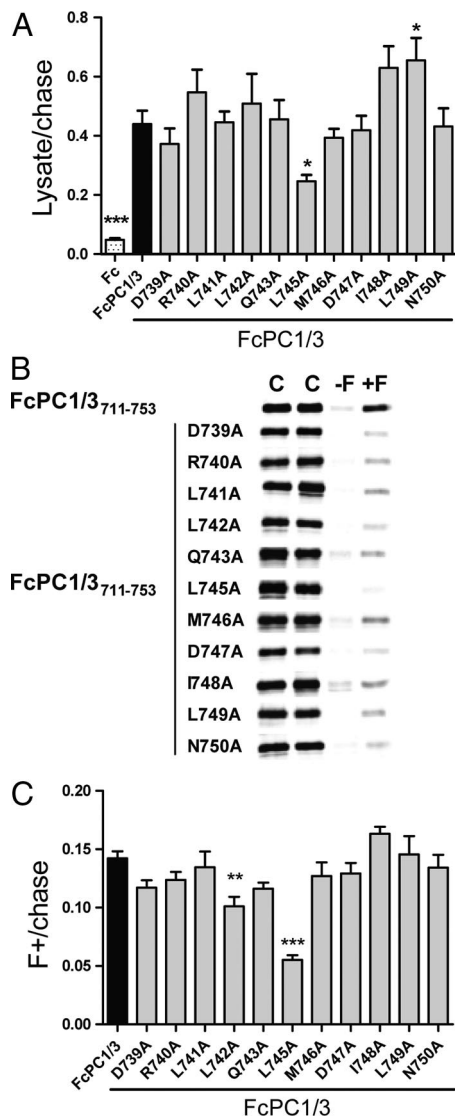 A
Lysate/chase
0.8
0.6
0.4
0.2
0.0
***
*
*
Fc
FcPC1/3
D739A
R740A
L741A
L742A
Q743A
L745A
M746A
D747A
I748A
L749A
N750A
FcPC1/3
B
C C -F +F
FcPC1/3711-753
D739A
R740A
L741A
L742A
Q743A
FcPC1/3711-753
L745A
M746A
D747A
I748A
L749A
N750A
C
F+/chase
0.20
0.15
0.10
0.05
0.00
**
***
FcPC1/3
D739A
R740A
L741A
L742A
Q743A
L745A
M746A
D747A
I748A
L749A
N750A
FcPC1/3